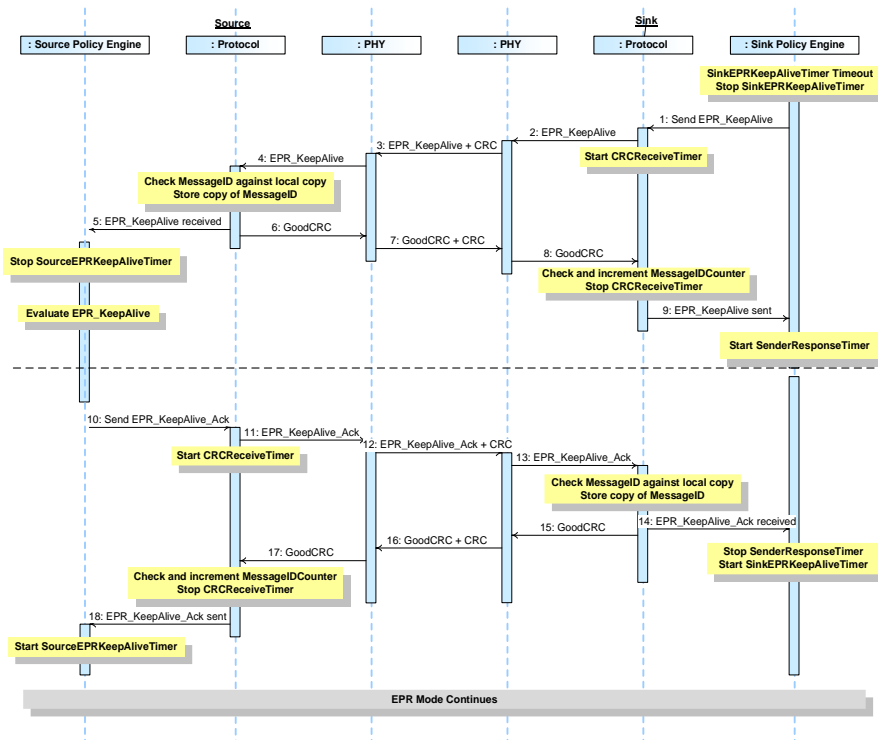 Source
Sink
: Source Policy Engine
: Protocol
: PHY
: PHY
: Protocol
: Sink Policy Engine
SinkEPRKeepAliveTimer Timeout
Stop SinkEPRKeepAliveTimer
1: Send EPR_KeepAlive
2: EPR_KeepAlive
3: EPR_KeepAlive + CRC
Start CRCReceiveTimer
4: EPR_KeepAlive
Check MessageID against local copy
Store copy of MessageID
5: EPR_KeepAlive received
6: GoodCRC
7: GoodCRC + CRC
8: GoodCRC
Stop SourceEPRKeepAliveTimer
Check and increment MessageIDCounter
Stop CRCReceiveTimer
Evaluate EPR_KeepAlive
9: EPR_KeepAlive sent
Start SenderResponseTimer
10: Send EPR_KeepAlive_Ack
11: EPR_KeepAlive_Ack
12: EPR_KeepAlive_Ack + CRC
Start CRCReceiveTimer
13: EPR_KeepAlive_Ack
Check MessageID against local copy
Store copy of MessageID
14: EPR_KeepAlive_Ack received
15: GoodCRC
16: GoodCRC + CRC
17: GoodCRC
Stop SenderResponseTimer
Start SinkEPRKeepAliveTimer
Check and increment MessageIDCounter
Stop CRCReceiveTimer
18: EPR_KeepAlive_Ack sent
Start SourceEPRKeepAliveTimer
EPR Mode Continues